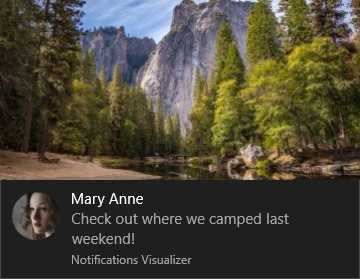 Mary Anne
Check out where we camped last
weekend!
Notifications Visualizer